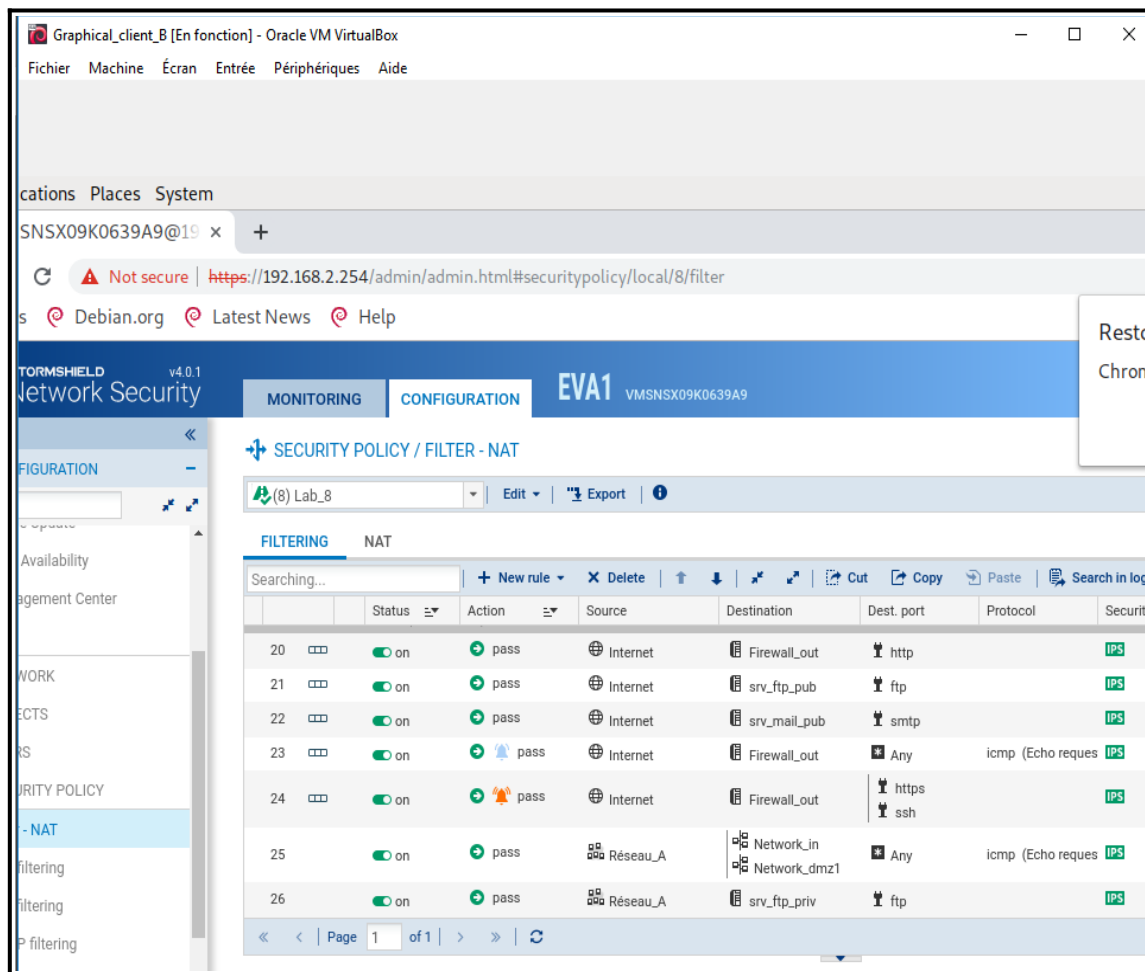 Graphical_client_B [En fonction] - Oracle VM VirtualBox
Fichier Machine Écran Entrée Périphériques Aide
cations Places System
SNSX09K0639A9@19
Not secure | https://192.168.2.254/admin/admin.html#securitypolicy/local/8/filter
s Debian.org Latest News Help
Resto
Chron
TORMSHIELD v4.0.1
Network Security
MONITORING CONFIGURATION EVA1 VMSNSX09K0639A9
«
FIGURATION
SECURITY POLICY / FILTER - NAT
(8) Lab_8 Edit Export
e Update
Availability
agement Center
WORK
ECTS
RS
URITY POLICY
- NAT
filtering
filtering
P filtering
FILTERING NAT
Searching... + New rule Delete Cut Copy Paste Search in log
Status Action Source Destination Dest. port Protocol Securit
20 on pass Internet Firewall_out http IPS
21 on pass Internet srv_ftp_pub ftp IPS
22 on pass Internet srv_mail_pub smtp IPS
23 on pass Internet Firewall_out Any icmp (Echo reques IPS
24 on pass Internet Firewall_out https IPS
ssh
25 on pass Réseau_A Network_in Any icmp (Echo reques IPS
Network_dmz1
26 on pass Réseau_A srv_ftp_priv ftp IPS
« < Page 1 of 1 > »